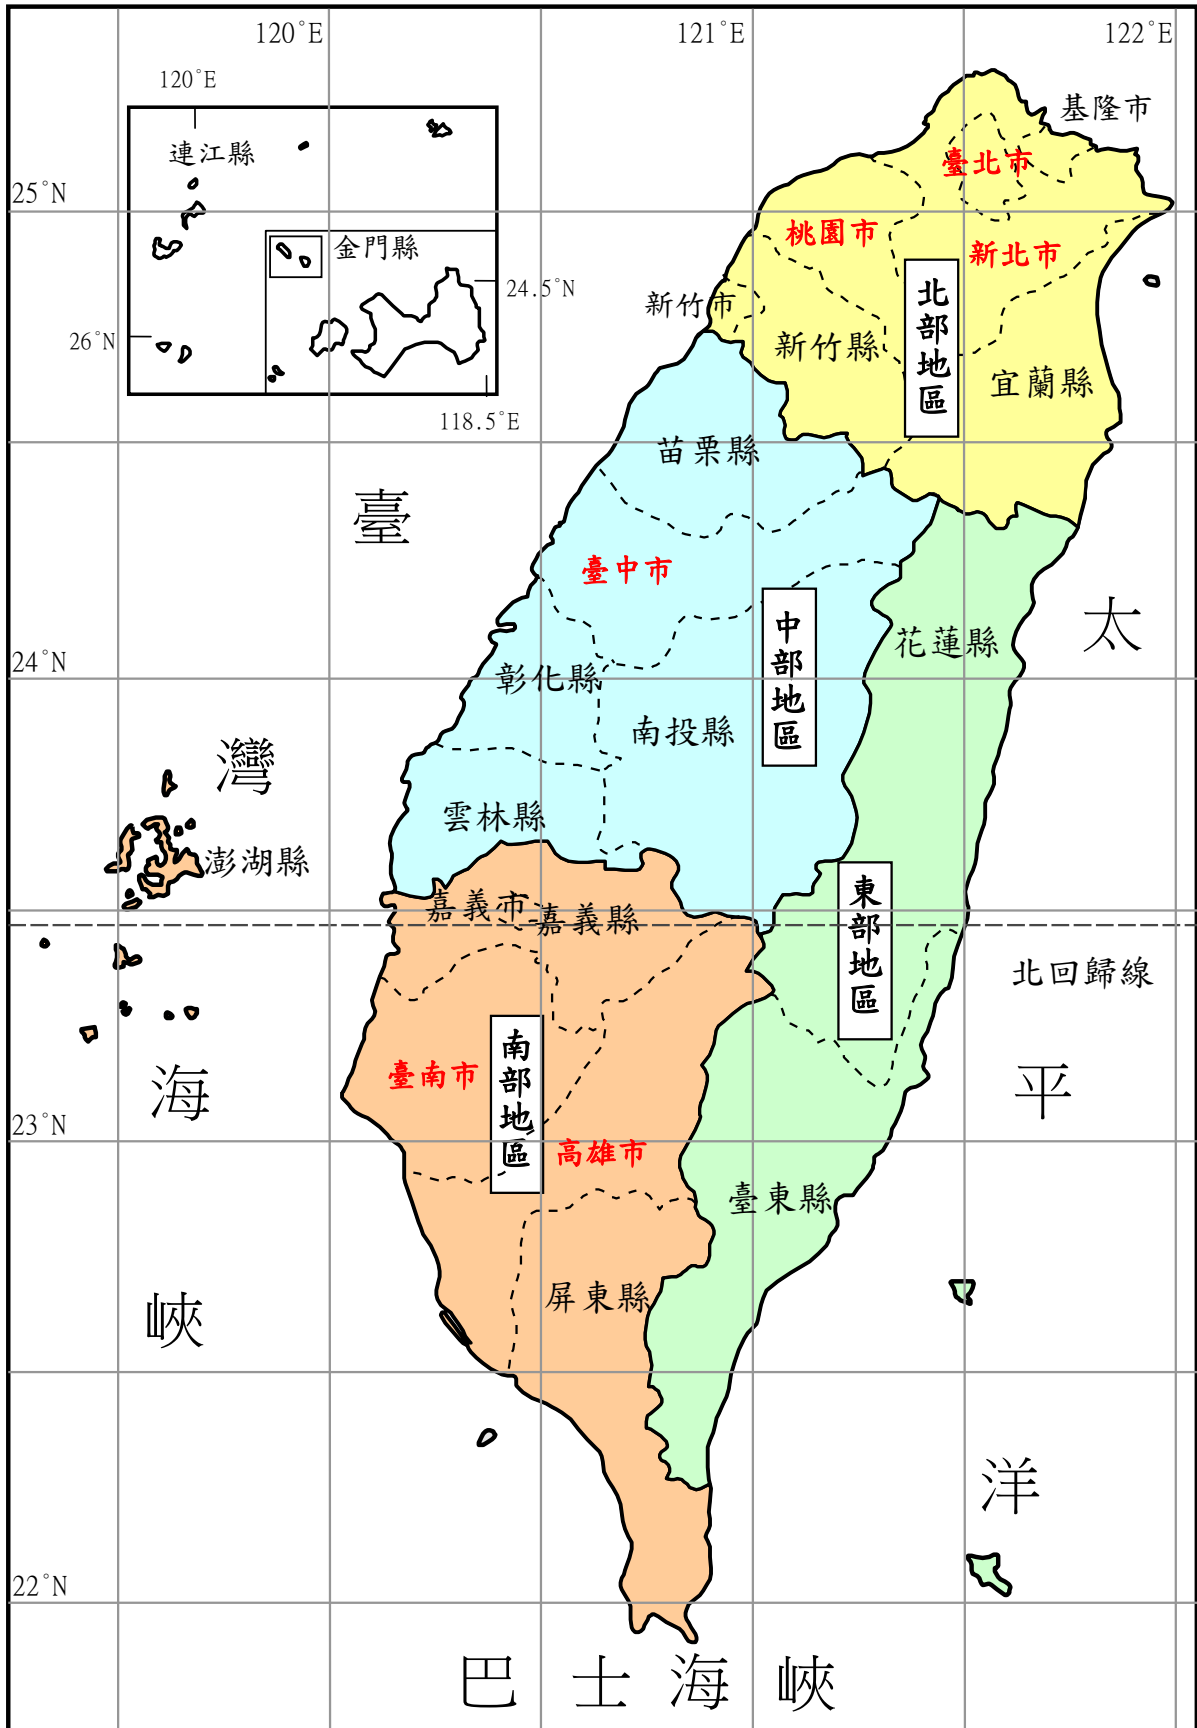 120°E
121°E
122°E
120°E
連江縣
基隆市
臺北市
25°N
桃園市
新北市
金門縣
24.5°N
新竹市
26°N
新竹縣
北部地區
宜蘭縣
118.5°E
苗栗縣
臺中市
中部地區
花蓮縣
24°N
彰化縣
南投縣
雲林縣
澎湖縣
東部地區
嘉義市
嘉義縣
北回歸線
南部地區
臺南市
23°N
高雄市
臺東縣
屏東縣
22°N
臺灣海峽
太平洋
巴士海峽